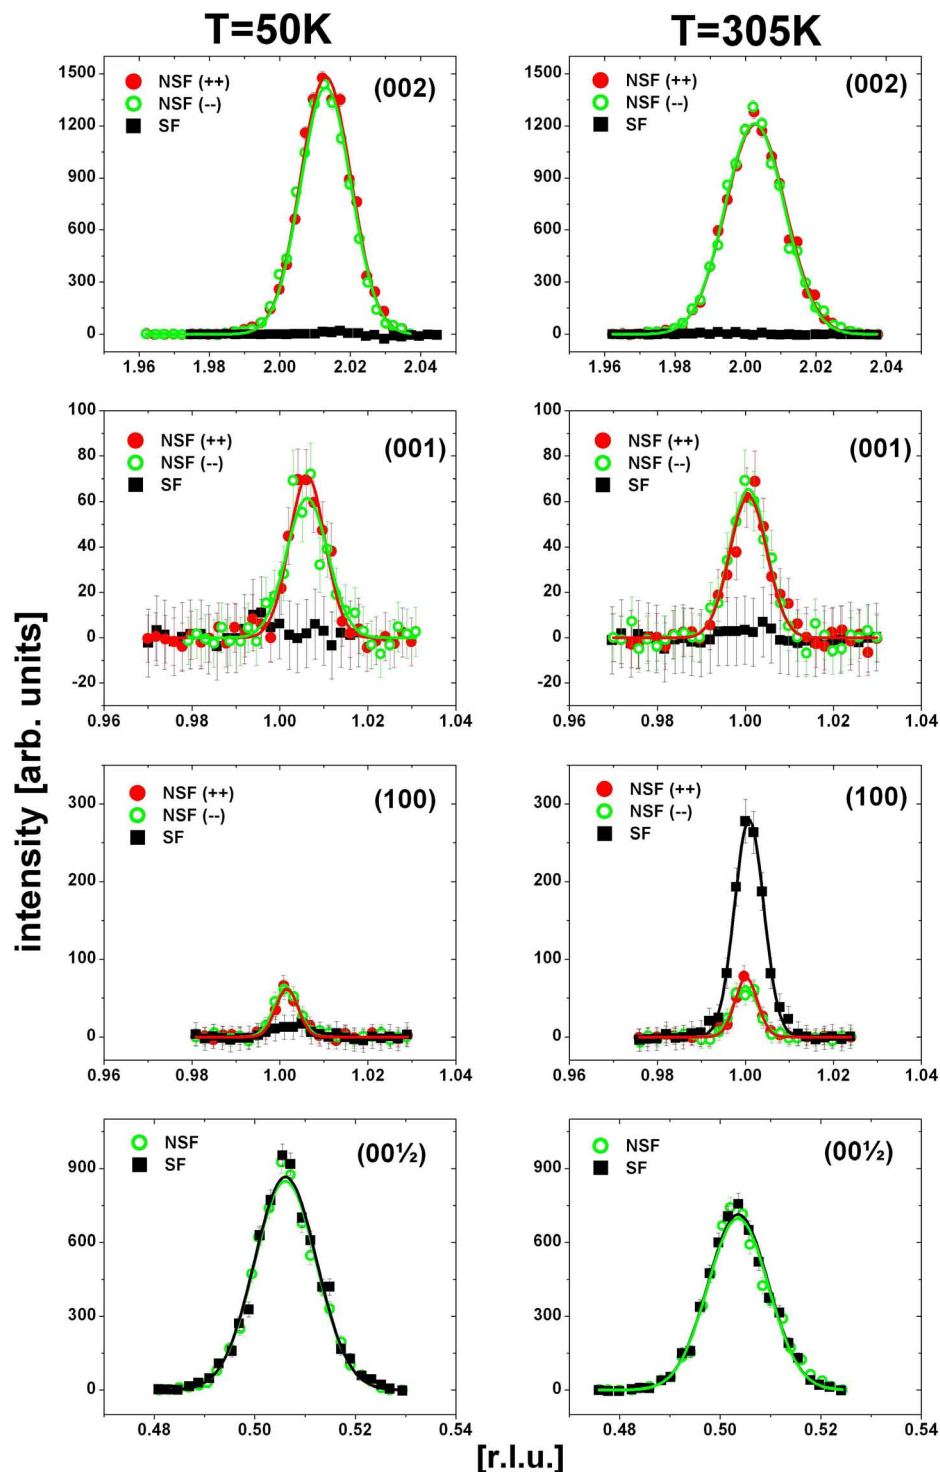 T=50K
T=305K
NSF (++)
NSF (--)
SF
(002)
1500
1200
900
600
300
0
1.96 1.98 2.00 2.02 2.04
NSF (++)
NSF (--)
SF
(002)
1500
1200
900
600
300
0
1.96 1.98 2.00 2.02 2.04
NSF (++)
NSF (--)
SF
(001)
100
80
60
40
20
0
-20
0.96 0.98 1.00 1.02 1.04
NSF (++)
NSF (--)
SF
(001)
100
80
60
40
20
0
-20
0.96 0.98 1.00 1.02 1.04
intensity [arb. units]
NSF (++)
NSF (--)
SF
(100)
300
200
100
0
0.96 0.98 1.00 1.02 1.04
NSF (++)
NSF (--)
SF
(100)
300
200
100
0
0.96 0.98 1.00 1.02 1.04
NSF
SF
(00½)
900
600
300
0
0.48 0.50 0.52 0.54
NSF
SF
(00½)
900
600
300
0
0.48 0.50 0.52 0.54
[r.l.u.]